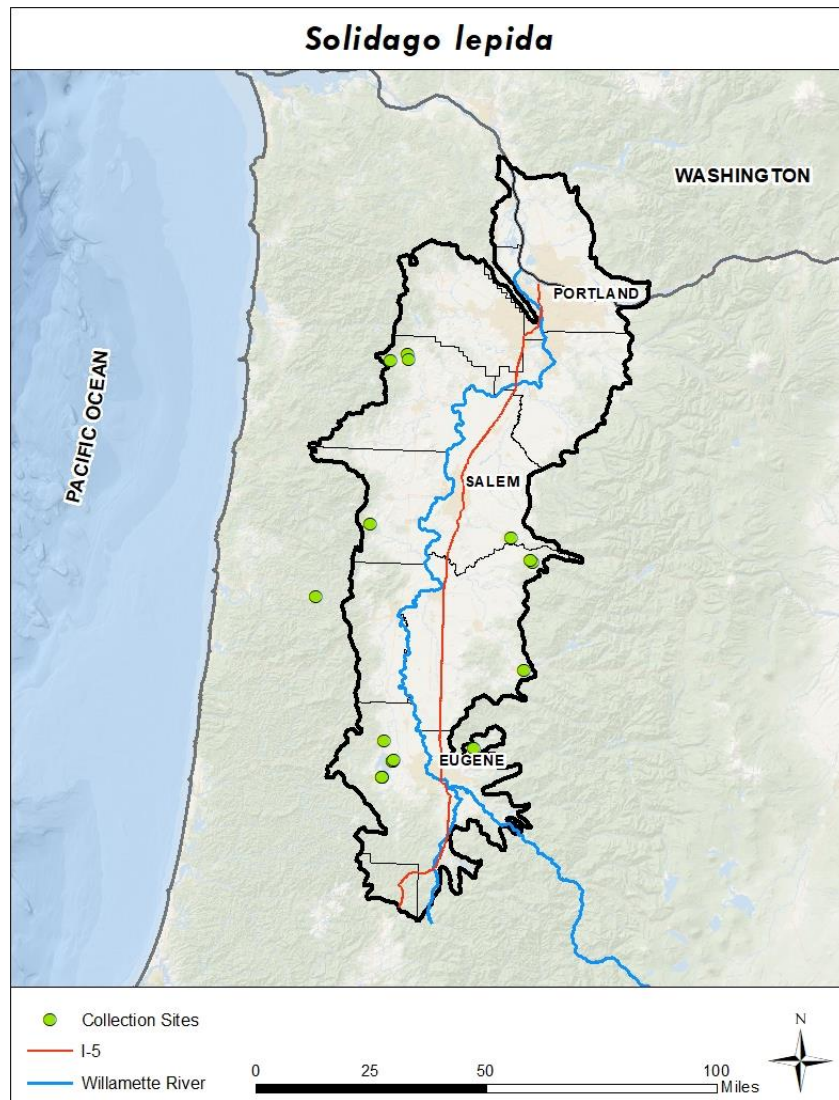 Solidago lepida
WASHINGTON
PORTLAND
PACIFIC OCEAN
SALEM
EUGENE
Collection Sites
I-5
Willamette River
0 25 50 100
Miles
N